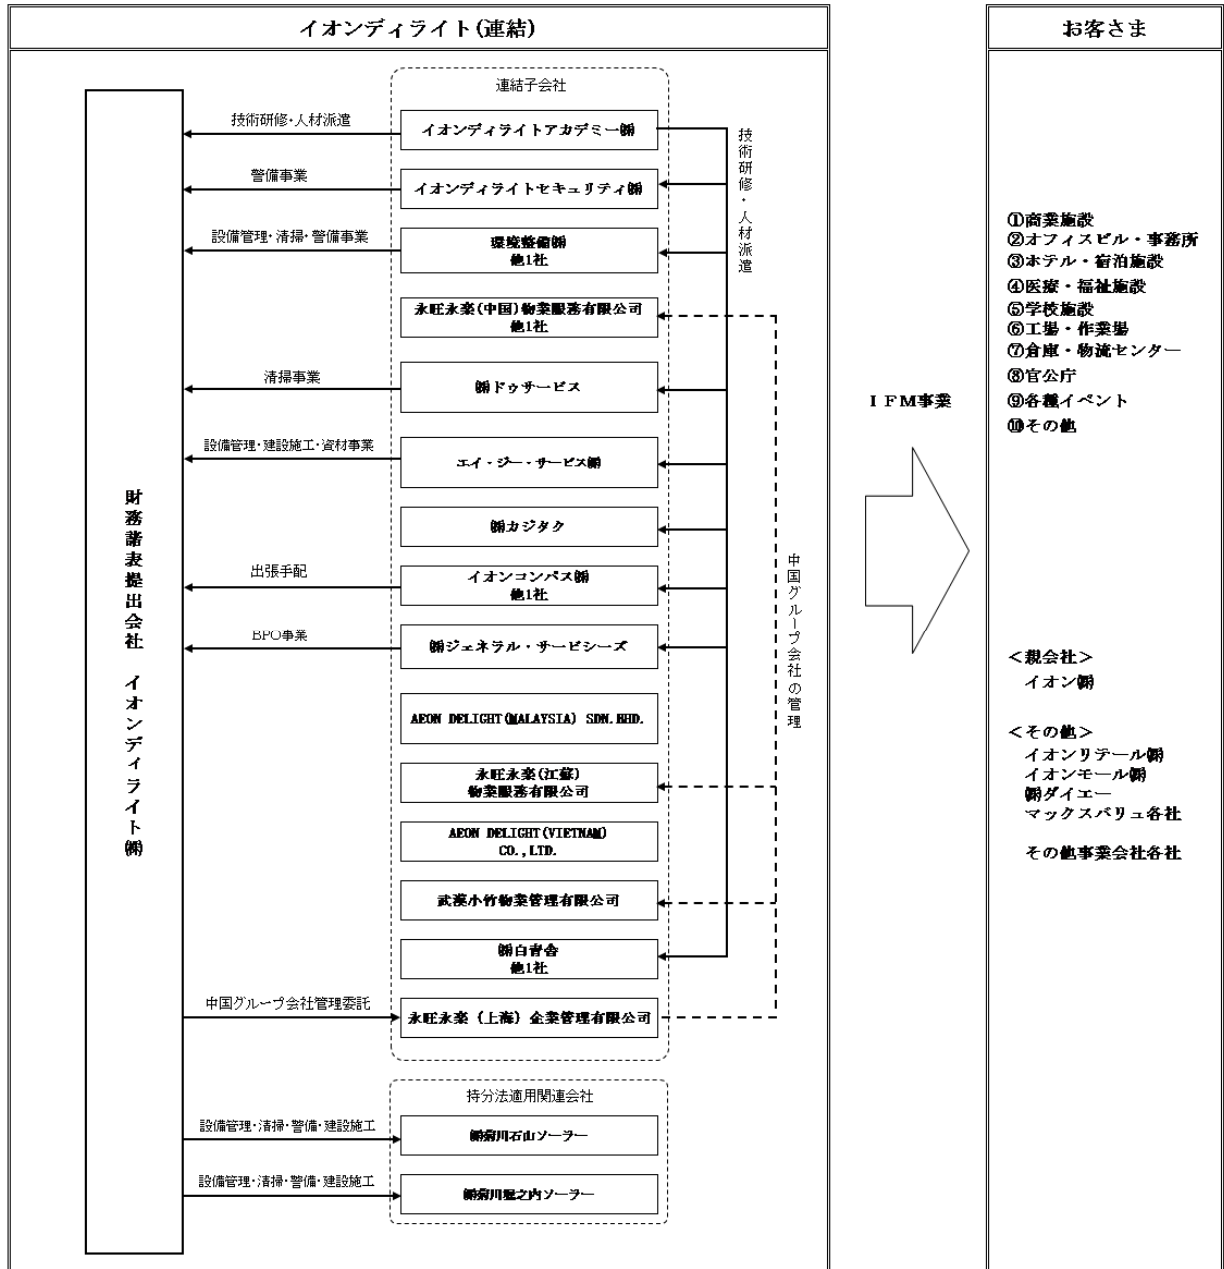 イオンディライト(連結)
お客さま
連結子会社
技術研修・人材派遣
イオンディライトアカデミー㈱
警備事業
イオンディライトセキュリティ㈱
設備管理・清掃・警備事業
環境整備㈱
他1社
永旺永楽(中国)物業服務有限公司
他1社
清掃事業
㈱ドゥサービス
設備管理・建設施工・資材事業
エイ・ジー・サービス㈱
㈱カジタク
出張手配
イオンコンパス㈱
他1社
BPO事業
㈱ジェネラル・サービシーズ
AEON DELIGHT(MALAYSIA) SDN.BHD.
永旺永楽(江蘇)
物業服務有限公司
AEON DELIGHT(VIETNAM)
CO.,LTD.
武漢小竹物業管理有限公司
㈱白青舎
他1社
中国グループ会社管理委託
永旺永楽（上海）企業管理有限公司
持分法適用関連会社
設備管理・清掃・警備・建設施工
㈱菊川石山ソーラー
設備管理・清掃・警備・建設施工
㈱菊川堀之内ソーラー
財務諸表提出会社　イオンディライト㈱
技術研修・人材派遣
中国グループ会社の管理
ＩＦＭ事業
①商業施設
②オフィスビル・事務所
③ホテル・宿泊施設
④医療・福祉施設
⑤学校施設
⑥工場・作業場
⑦倉庫・物流センター
⑧官公庁
⑨各種イベント
⑩その他
＜親会社＞
イオン㈱
＜その他＞
イオンリテール㈱
イオンモール㈱
㈱ダイエー
マックスバリュ各社
その他事業会社各社